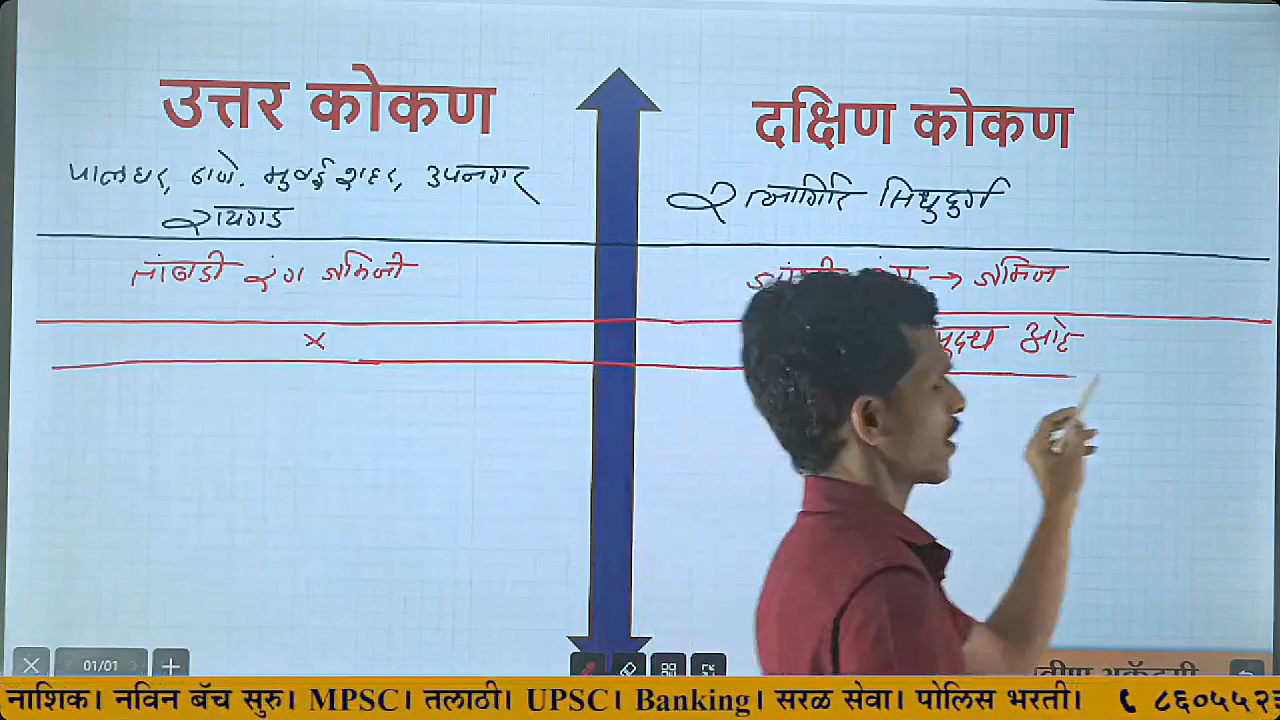 उत्तर कोकण
दक्षिण कोकण
पालघर, ठाणे. मुंबई शहर, उपनगर
रायगड
रत्नागिरि सिंधुदुर्ग
तांबडी रंग जमिनी
→ जमिन
x
आहे
01/01
नाशिक। नविन बॅच सुरु। MPSC। तलाठी। UPSC। Banking। सरळ सेवा। पोलिस भरती। ८६०५५२